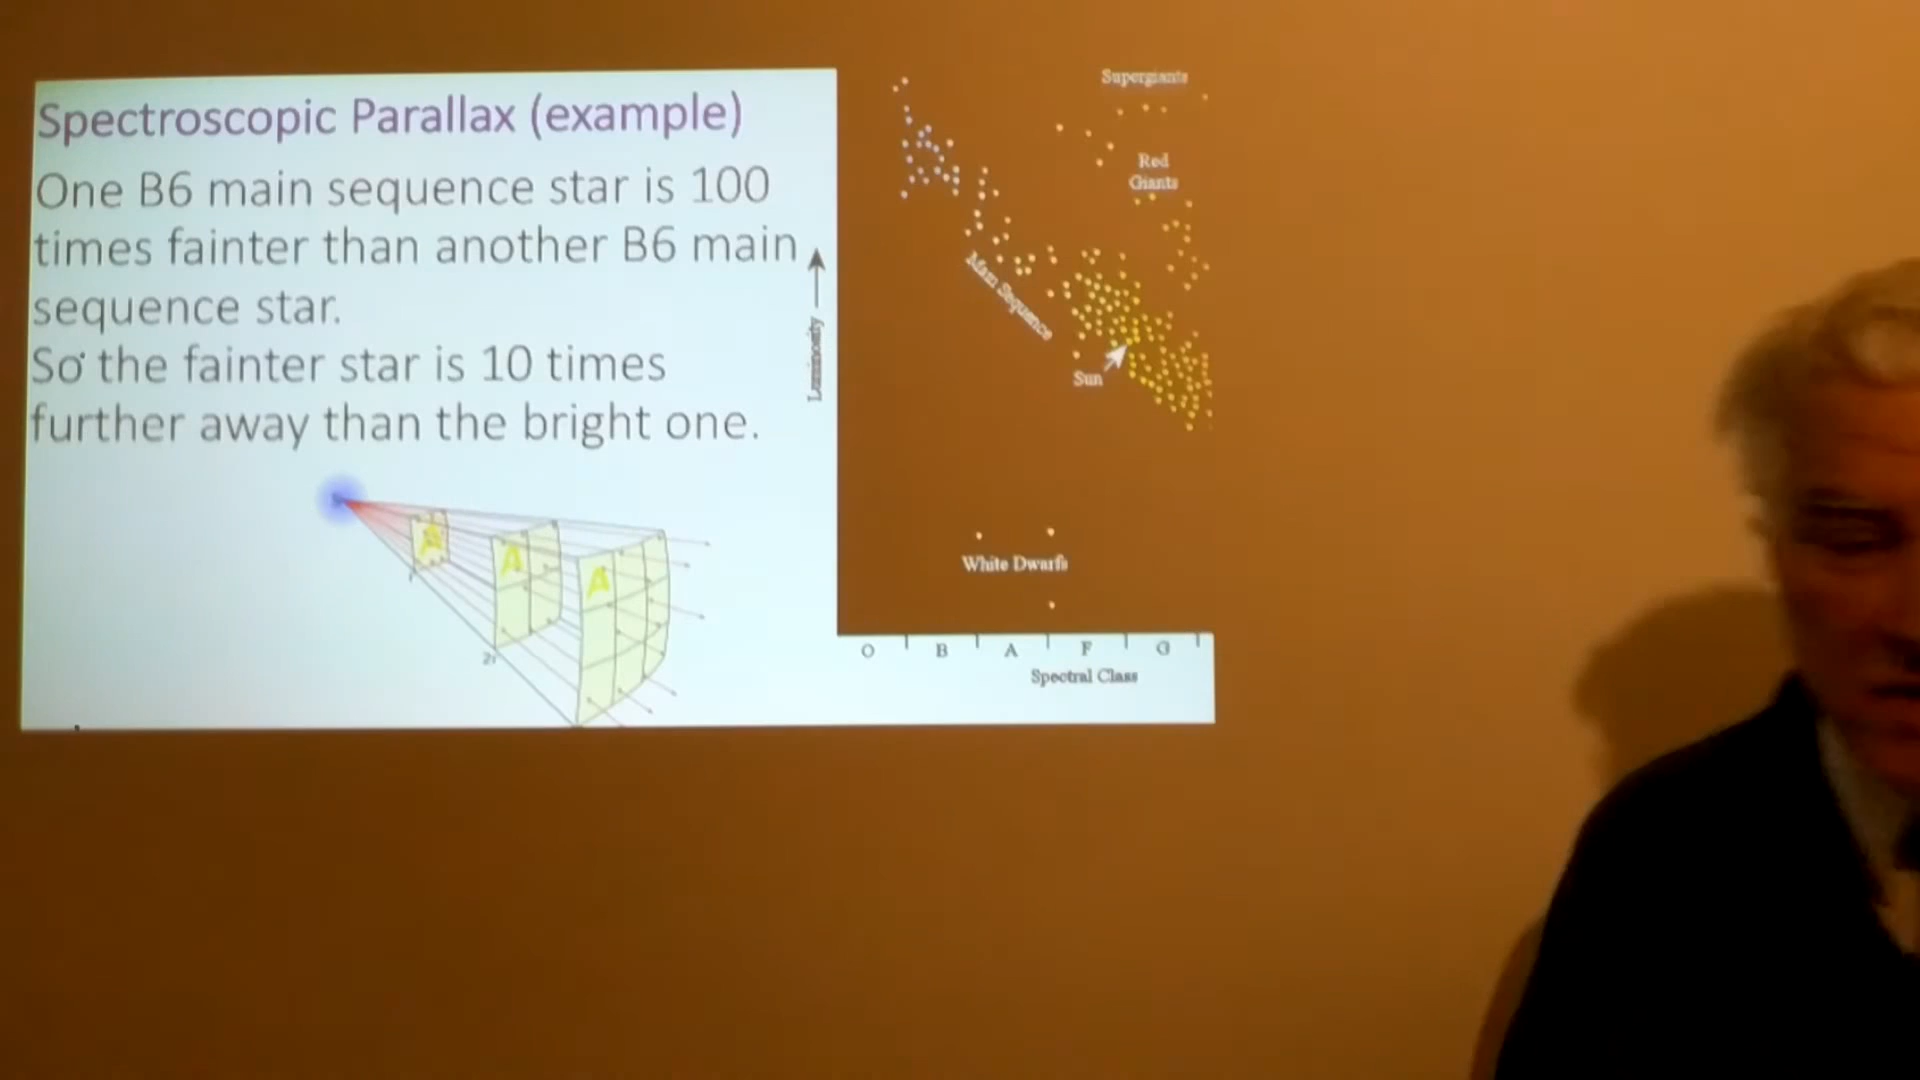 Spectroscopic Parallax (example)
One B6 main sequence star is 100
times fainter than another B6 main
sequence star.
So the fainter star is 10 times
further away than the bright one.
A
A
A
r
2r
Luminosity
Supergiants
Red
Giants
Main Sequence
Sun
White Dwarfs
O B A F G
Spectral Class